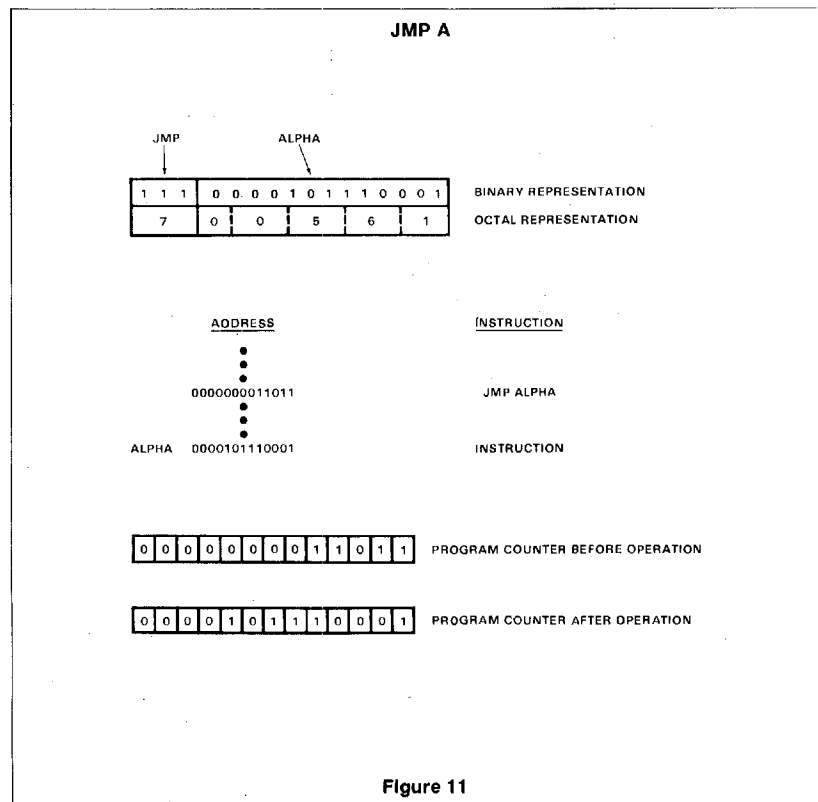 JMP A
JMP ALPHA
1 1 1 0 0 0 0 1 0 1 1 1 0 0 0 1 BINARY REPRESENTATION
7 0 0 5 6 1 OCTAL REPRESENTATION
ADDRESS INSTRUCTION
0000000011011 JMP ALPHA
ALPHA 0000101110001 INSTRUCTION
0 0 0 0 0 0 0 0 1 1 0 1 1 PROGRAM COUNTER BEFORE OPERATION
0 0 0 0 1 0 1 1 1 0 0 0 1 PROGRAM COUNTER AFTER OPERATION
Figure 11